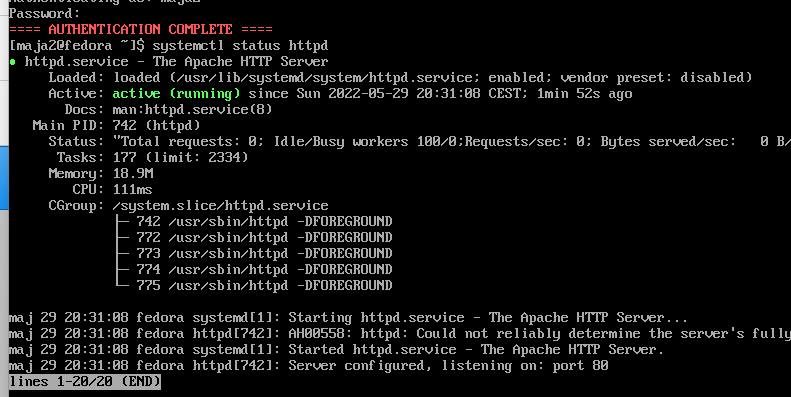 Authenticating as: maja2
Password:
==== AUTHENTICATION COMPLETE ====
[maja2@fedora ~]$ systemctl status httpd
● httpd.service - The Apache HTTP Server
Loaded: loaded (/usr/lib/systemd/system/httpd.service; enabled; vendor preset: disabled)
Active: active (running) since Sun 2022-05-29 20:31:08 CEST; 1min 52s ago
Docs: man:httpd.service(8)
Main PID: 742 (httpd)
Status: "Total requests: 0; Idle/Busy workers 100/0;Requests/sec: 0; Bytes served/sec: 0 B/
Tasks: 177 (limit: 2334)
Memory: 18.9M
CPU: 111ms
CGroup: /system.slice/httpd.service
├─ 742 /usr/sbin/httpd -DFOREGROUND
├─ 772 /usr/sbin/httpd -DFOREGROUND
├─ 773 /usr/sbin/httpd -DFOREGROUND
├─ 774 /usr/sbin/httpd -DFOREGROUND
└─ 775 /usr/sbin/httpd -DFOREGROUND
maj 29 20:31:08 fedora systemd[1]: Starting httpd.service - The Apache HTTP Server...
maj 29 20:31:08 fedora httpd[742]: AH00558: httpd: Could not reliably determine the server's fully
maj 29 20:31:08 fedora systemd[1]: Started httpd.service - The Apache HTTP Server.
maj 29 20:31:08 fedora httpd[742]: Server configured, listening on: port 80
lines 1-20/20 (END)